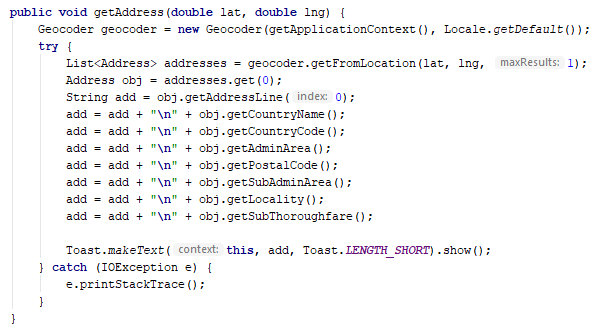 public void getAddress(double lat, double lng) {
    Geocoder geocoder = new Geocoder(getApplicationContext(), Locale.getDefault());
    try {
        List<Address> addresses = geocoder.getFromLocation(lat, lng, maxResults: 1);
        Address obj = addresses.get(0);
        String add = obj.getAddressLine( index: 0);
        add = add + "\n" + obj.getCountryName();
        add = add + "\n" + obj.getCountryCode();
        add = add + "\n" + obj.getAdminArea();
        add = add + "\n" + obj.getPostalCode();
        add = add + "\n" + obj.getSubAdminArea();
        add = add + "\n" + obj.getLocality();
        add = add + "\n" + obj.getSubThoroughfare();
        Toast.makeText( context: this, add, Toast.LENGTH_SHORT).show();
    } catch (IOException e) {
        e.printStackTrace();
    }
}